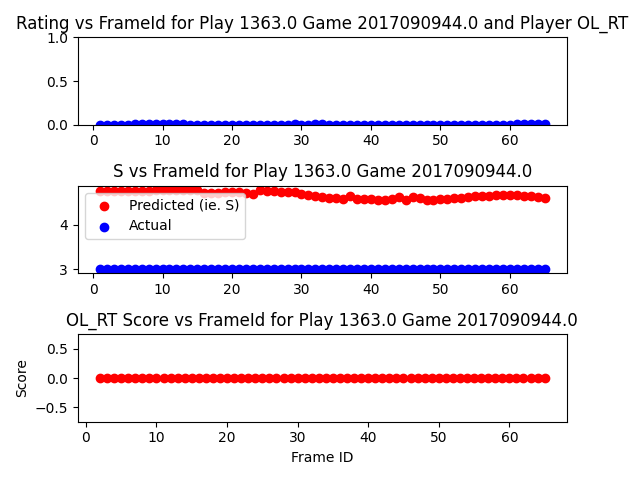 Rating vs FrameId for Play 1363.0 Game 2017090944.0 and Player OL_RT
1.0
0.5
0.0
0 10 20 30 40 50 60
S vs FrameId for Play 1363.0 Game 2017090944.0
4
3
Predicted (ie. S)
Actual
0 10 20 30 40 50 60
OL_RT Score vs FrameId for Play 1363.0 Game 2017090944.0
Score
0.5
0.0
−0.5
0 10 20 30 40 50 60
Frame ID